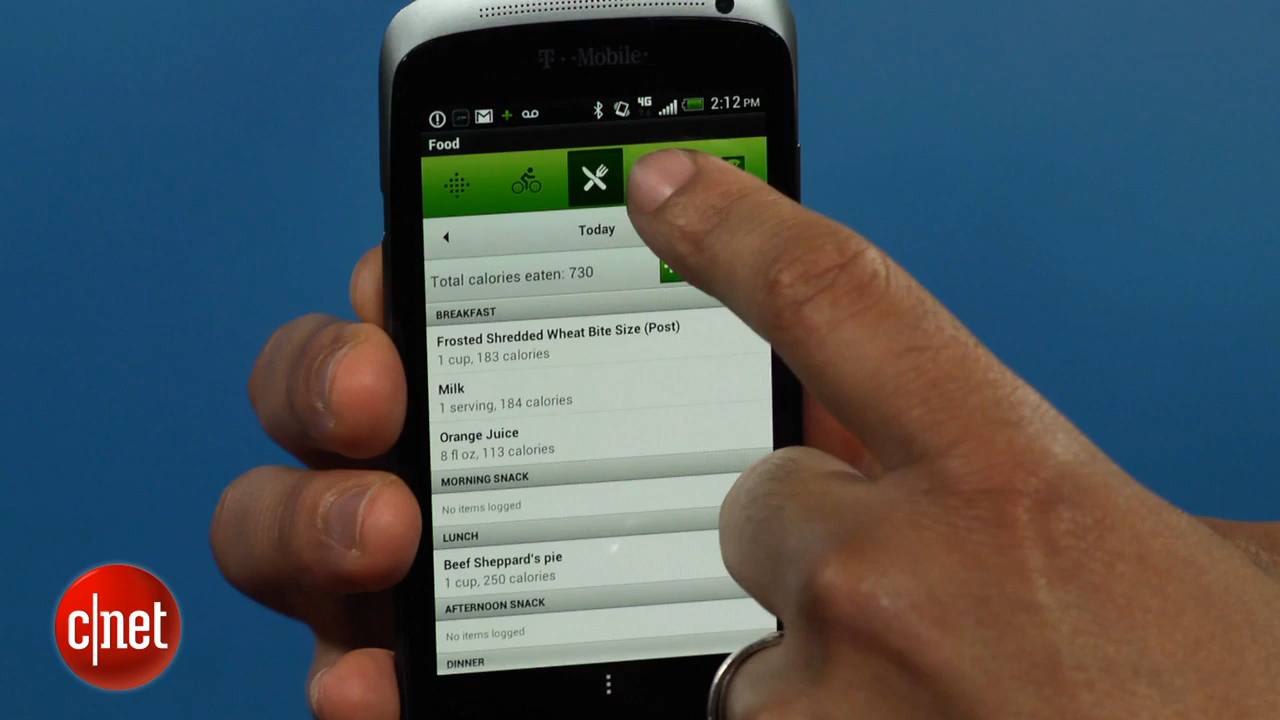 T··Mobile·
4G
2:12 PM
Food
Today
Total calories eaten: 730
BREAKFAST
Frosted Shredded Wheat Bite Size (Post)
1 cup, 183 calories
Milk
1 serving, 184 calories
Orange Juice
8 fl oz, 113 calories
MORNING SNACK
No items logged
LUNCH
Beef Sheppard's pie
1 cup, 250 calories
AFTERNOON SNACK
No items logged
DINNER
c|net